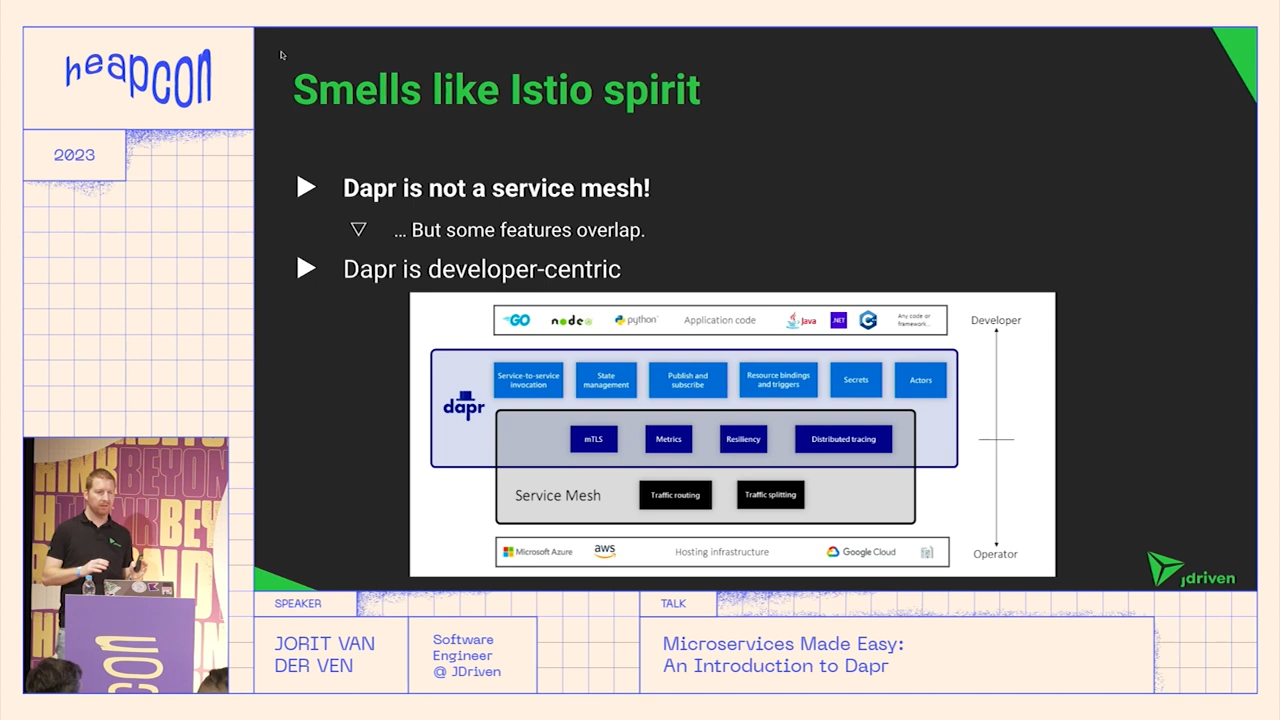 heapcon
2023
Smells like Istio spirit
Dapr is not a service mesh!
... But some features overlap.
Dapr is developer-centric
GO
node
python
Application code
Java
.NET
C++
Any code or
framework...
Developer
dapr
Service-to-service
invocation
State
management
Publish and
subscribe
Resource bindings
and triggers
Secrets
Actors
mTLS
Metrics
Resiliency
Distributed tracing
Service Mesh
Traffic routing
Traffic splitting
Microsoft Azure
aws
Hosting infrastructure
Google Cloud
Operator
jdriven
THINK
BEYOND
SPEAKER
JORIT VAN
DER VEN
Software
Engineer
@ JDriven
TALK
Microservices Made Easy:
An Introduction to Dapr